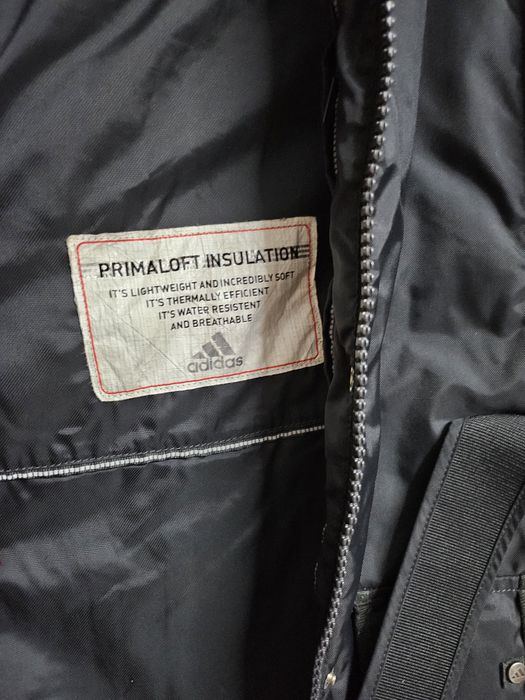 PRIMALOFT INSULATION
IT'S LIGHTWEIGHT AND INCREDIBLY SOFT
IT'S THERMALLY EFFICIENT
IT'S WATER RESISTENT
AND BREATHABLE
adidas